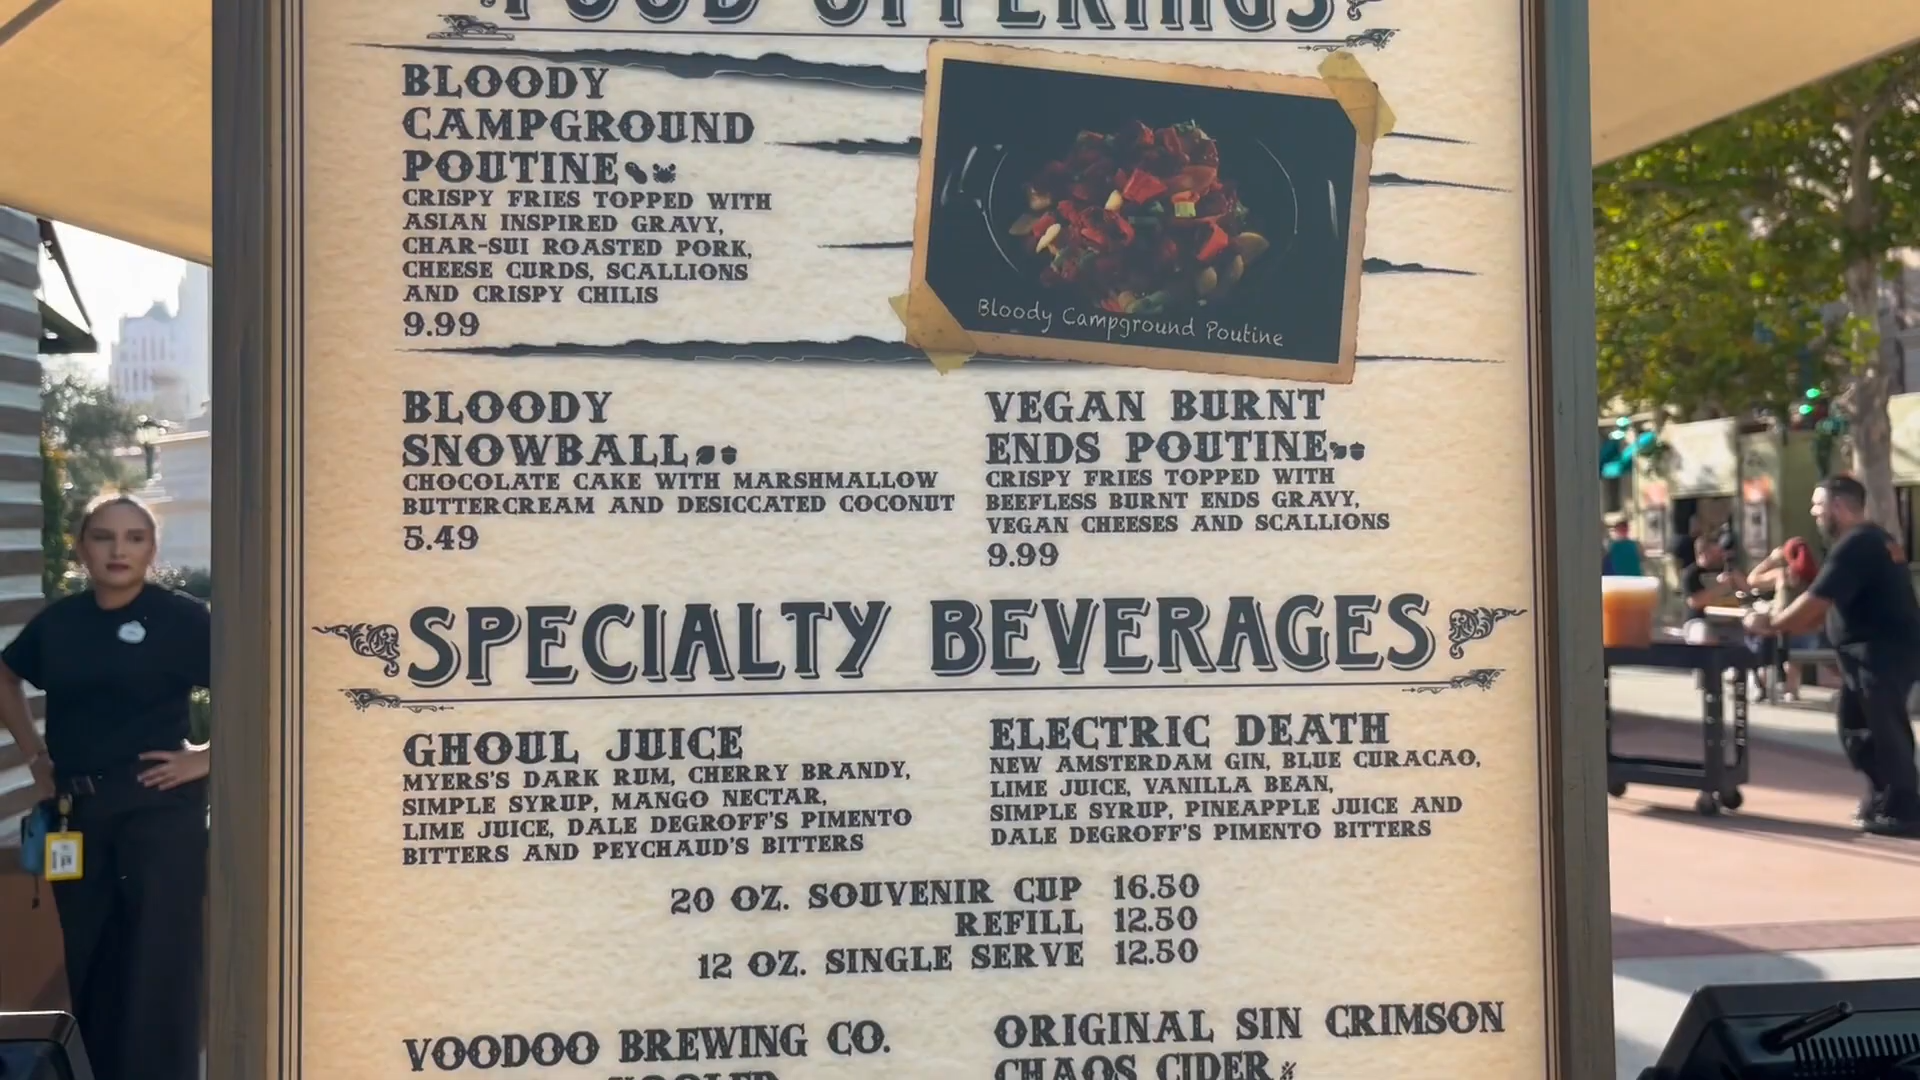 FOOD OFFERINGS
BLOODY
CAMPGROUND
POUTINE
CRISPY FRIES TOPPED WITH
ASIAN INSPIRED GRAVY,
CHAR-SUI ROASTED PORK,
CHEESE CURDS, SCALLIONS
AND CRISPY CHILIS
9.99
Bloody Campground Poutine
BLOODY
SNOWBALL
CHOCOLATE CAKE WITH MARSHMALLOW
BUTTERCREAM AND DESICCATED COCONUT
5.49
VEGAN BURNT
ENDS POUTINE
CRISPY FRIES TOPPED WITH
BEEFLESS BURNT ENDS GRAVY,
VEGAN CHEESES AND SCALLIONS
9.99
SPECIALTY BEVERAGES
GHOUL JUICE
MYERS'S DARK RUM, CHERRY BRANDY,
SIMPLE SYRUP, MANGO NECTAR,
LIME JUICE, DALE DEGROFF'S PIMENTO
BITTERS AND PEYCHAUD'S BITTERS
ELECTRIC DEATH
NEW AMSTERDAM GIN, BLUE CURACAO,
LIME JUICE, VANILLA BEAN,
SIMPLE SYRUP, PINEAPPLE JUICE AND
DALE DEGROFF'S PIMENTO BITTERS
20 OZ. SOUVENIR CUP 16.50
REFILL 12.50
12 OZ. SINGLE SERVE 12.50
VOODOO BREWING CO.
ORIGINAL SIN CRIMSON
CHAOS CIDER